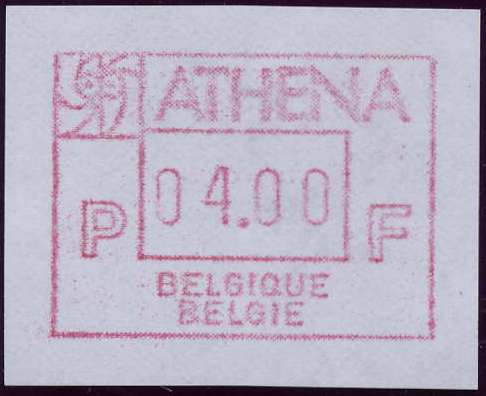 ATHENA
P 04.00 F
BELGIQUE
BELGIE